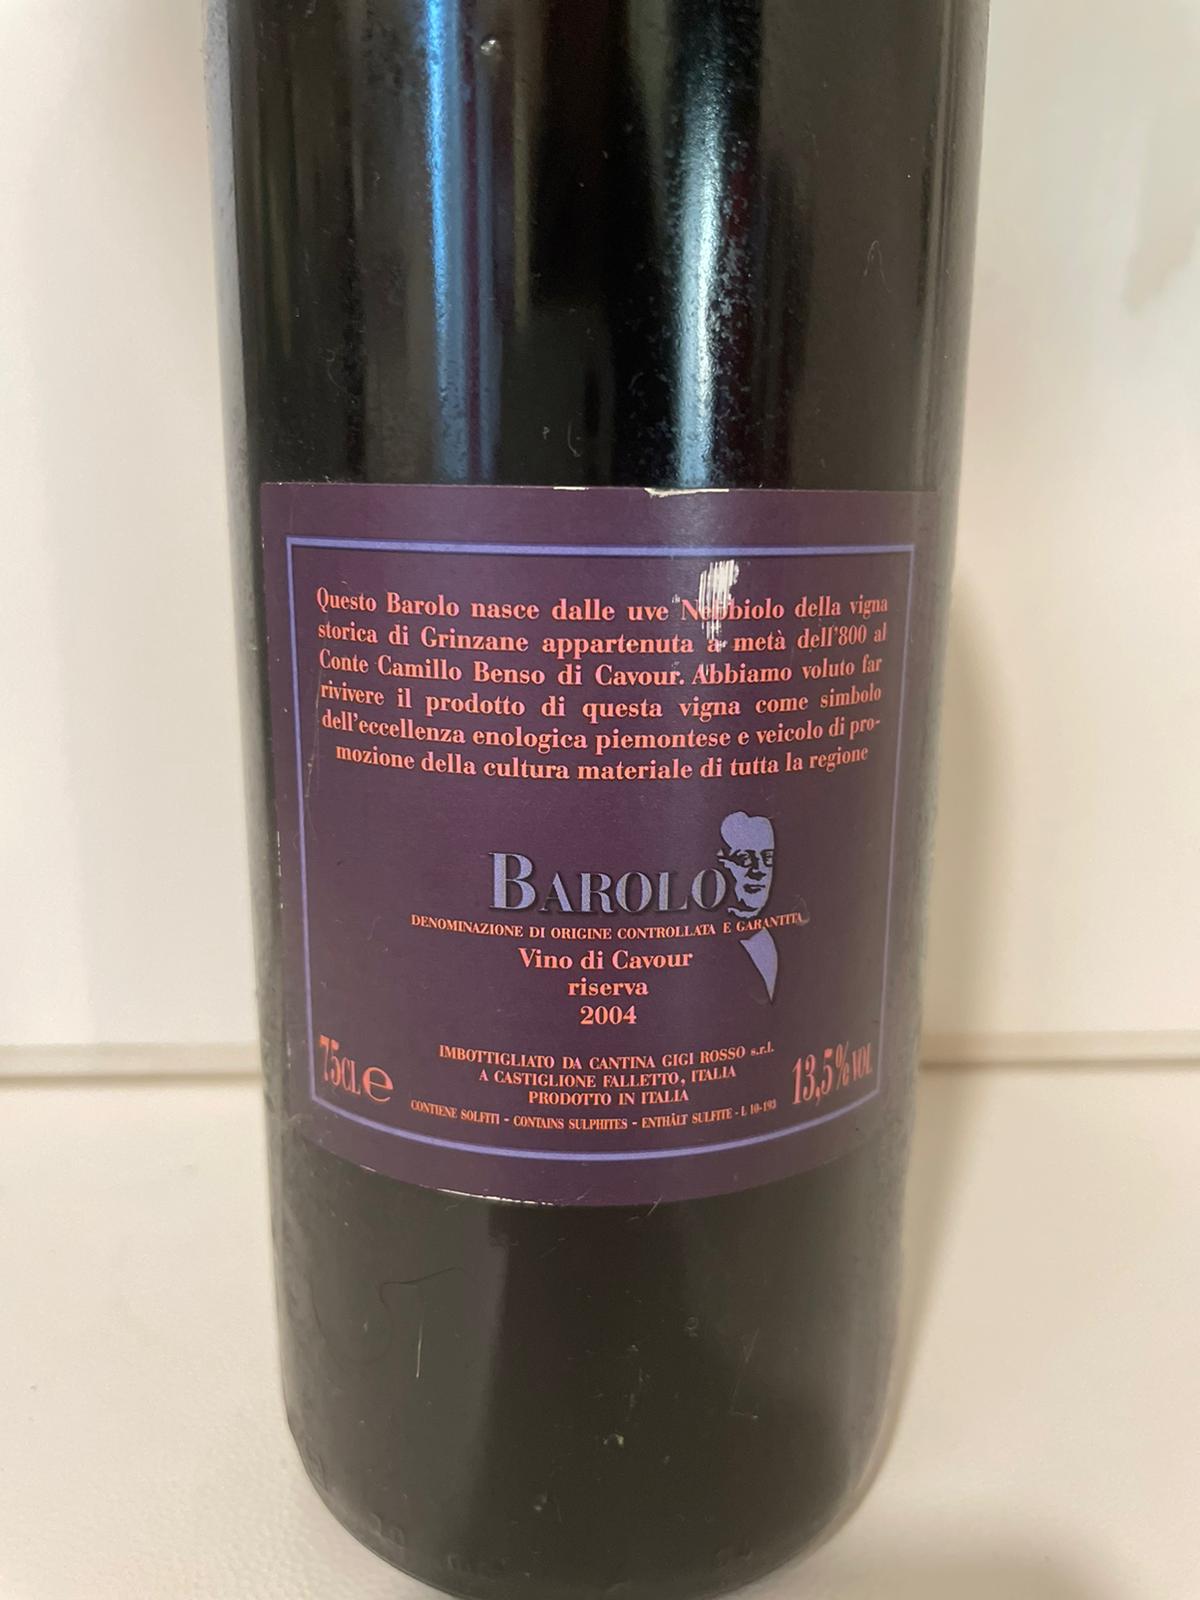 Questo Barolo nasce dalle uve Nebbiolo della vigna
storica di Grinzane appartenuta a metà dell'800 al
Conte Camillo Benso di Cavour. Abbiamo voluto far
rivivere il prodotto di questa vigna come simbolo
dell'eccellenza enologica piemontese e veicolo di pro-
mozione della cultura materiale di tutta la regione
BAROLO
DENOMINAZIONE DI ORIGINE CONTROLLATA E GARANTITA
Vino di Cavour
riserva
2004
IMBOTTIGLIATO DA CANTINA GIGI ROSSO s.r.l.
A CASTIGLIONE FALLETTO, ITALIA
PRODOTTO IN ITALIA
75CL e
13,5% VOL
CONTIENE SOLFITI - CONTAINS SULPHITES - ENTHÄLT SULFITE - L 10-193